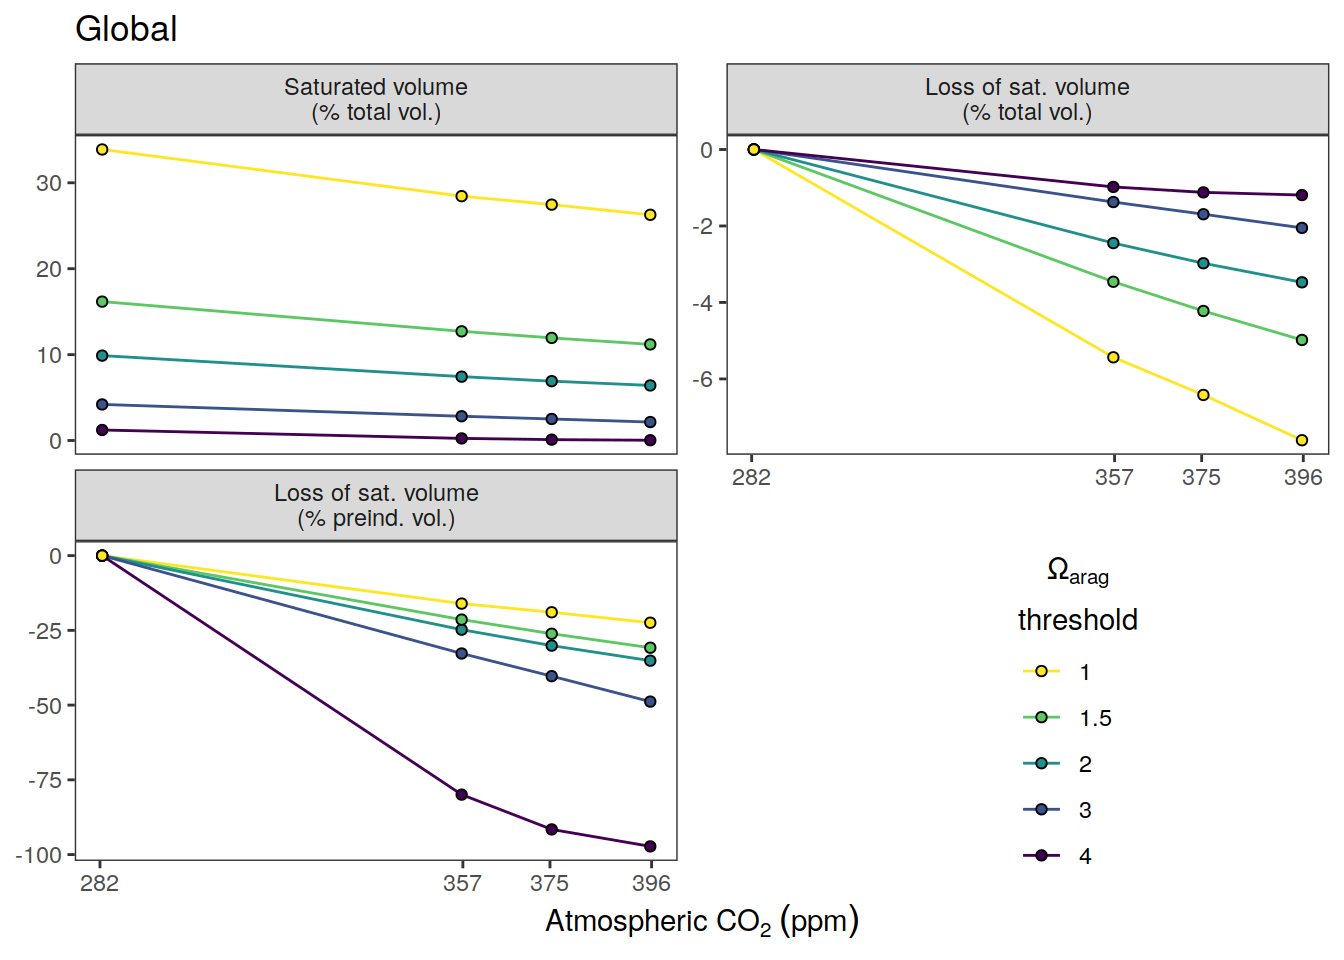 Global
Saturated volume
(% total vol.)
30
20
10
0
Loss of sat. volume
(% total vol.)
0
-2
-4
-6
282 357 375 396
Loss of sat. volume
(% preind. vol.)
0
-25
-50
-75
-100
282 357 375 396
Atmospheric CO₂ (ppm)
Ωarag
threshold
1
1.5
2
3
4